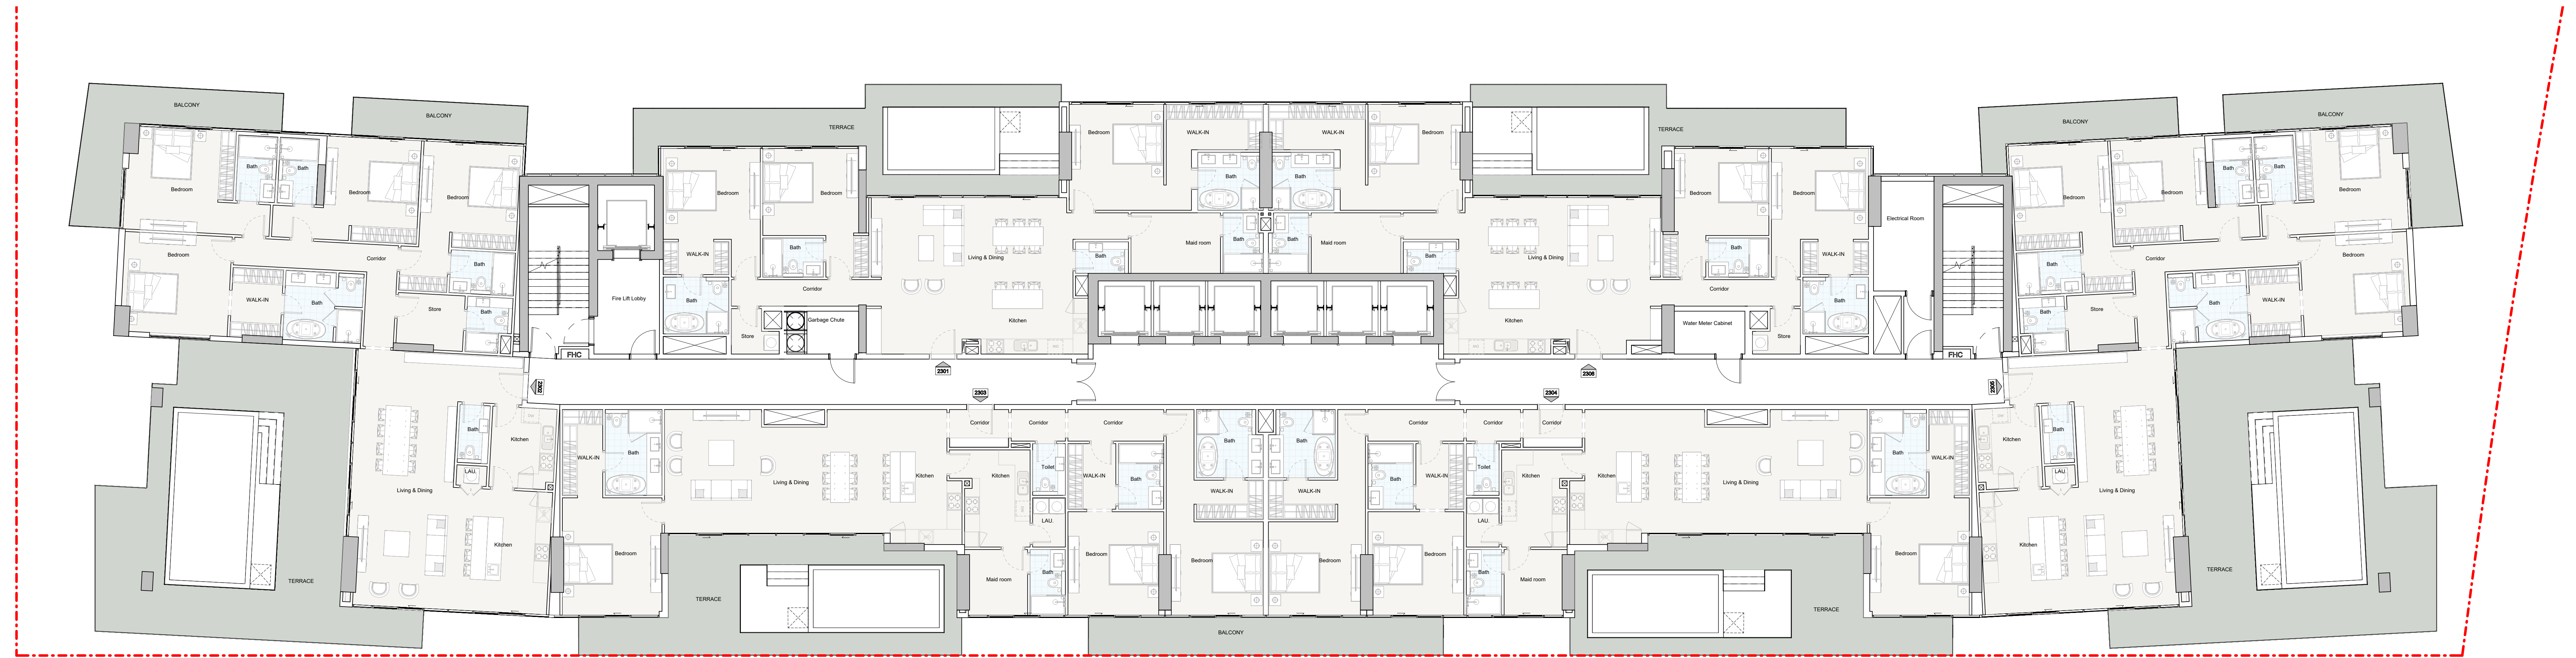 BALCONY
BALCONY
TERRACE
TERRACE
BALCONY
BALCONY
Bedroom
WALK-IN
WALK-IN
Bedroom
Bath
Bath
Bedroom
Bedroom
Bedroom
Bedroom
Bedroom
Bath
Bath
Bedroom
Bedroom
Bedroom
Bedroom
Bath
Bath
Bedroom
Electrical Room
Bedroom
Corridor
WALK-IN
Bath
Living & Dining
Bath
Maid room
Bath
Bath
Maid room
Bath
Living & Dining
Bath
WALK-IN
Corridor
Bedroom
Bath
Corridor
Corridor
Bath
WALK-IN
Bath
Store
Bath
Fire Lift Lobby
Bath
Store
Garbage Chute
Kitchen
Kitchen
Water Meter Cabinet
Store
Bath
Bath
Store
Bath
WALK-IN
FHC
FHC
2302
2301
2303
2304
2308
2305
Bath
Kitchen
LAU.
Living & Dining
Kitchen
TERRACE
WALK-IN
Bath
Living & Dining
Kitchen
Corridor
Corridor
Corridor
Kitchen
Toilet
LAU.
WALK-IN
Bath
Bath
WALK-IN
Bath
WALK-IN
Corridor
Corridor
Corridor
Bath
WALK-IN
Toilet
LAU.
Kitchen
Kitchen
Living & Dining
Bath
WALK-IN
Kitchen
Bath
LAU.
Living & Dining
Kitchen
TERRACE
Bedroom
TERRACE
Maid room
Bath
Bedroom
Bedroom
Bedroom
Bedroom
Bath
Maid room
TERRACE
Bedroom
BALCONY